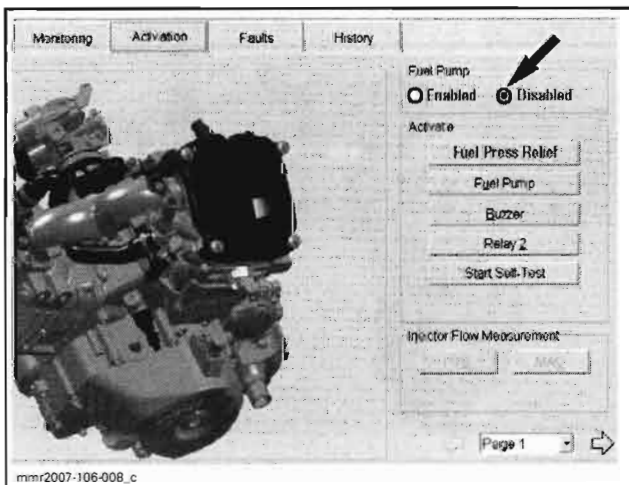 Monitoring Activation Faults History
Fuel Pump
Enabled Disabled
Activate
Fuel Press Relief
Fuel Pump
Buzzer
Relay 2
Start Self-Test
Injector Flow Measurement
Page 1
mmr2007-106-008_c